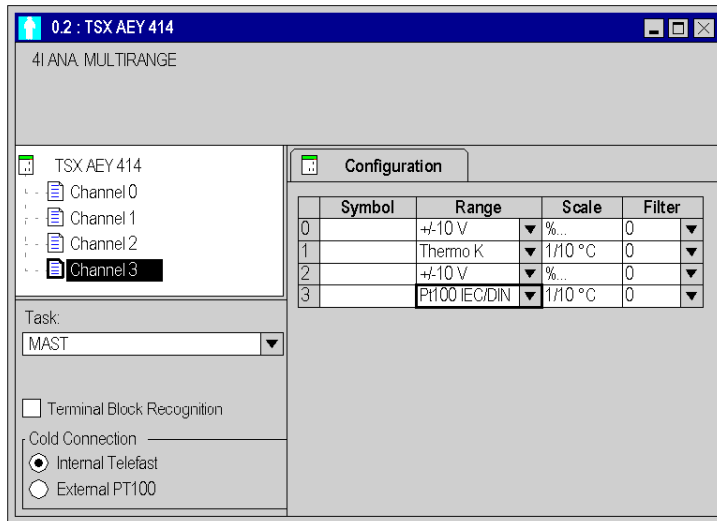 0.2 : TSX AEY 414
4I ANA. MULTIRANGE
TSX AEY 414
Channel 0
Channel 1
Channel 2
Channel 3
Task:
MAST
Terminal Block Recognition
Cold Connection
Internal Telefast
External PT100
Configuration
Symbol Range Scale Filter
0 +/-10 V %... 0
1 Thermo K 1/10 °C 0
2 +/-10 V %... 0
3 Pt100 IEC/DIN 1/10 °C 0